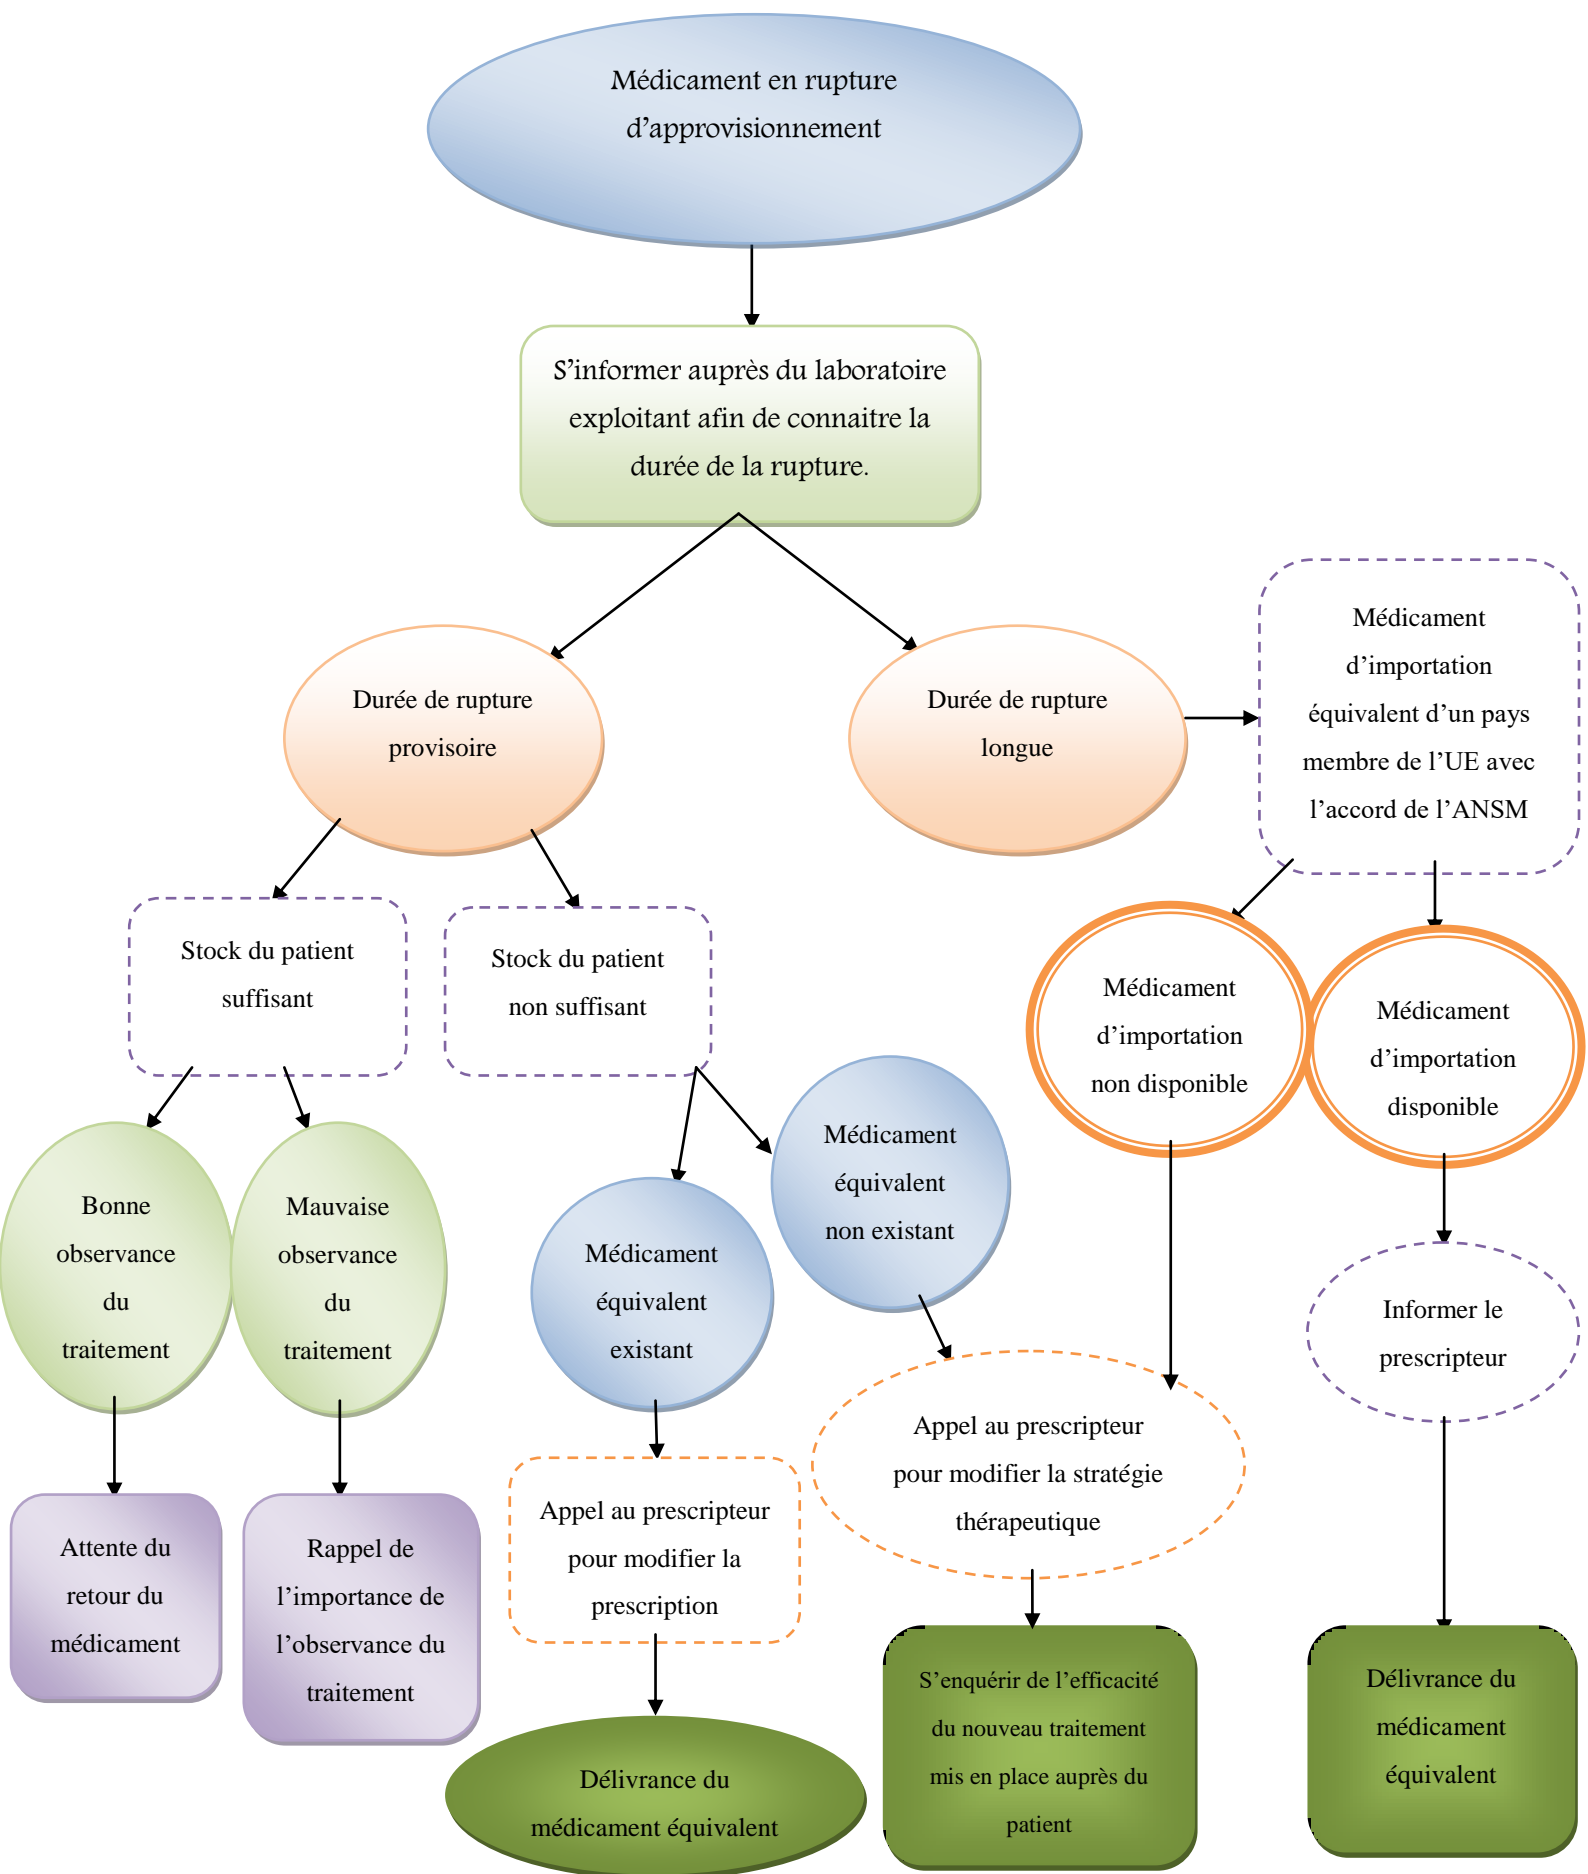 Médicament en rupture
d’approvisionnement
S’informer auprès du laboratoire
exploitant afin de connaitre la
durée de la rupture.
Durée de rupture
provisoire
Durée de rupture
longue
Médicament
d’importation
équivalent d’un pays
membre de l’UE avec
l’accord de l’ANSM
Stock du patient
suffisant
Stock du patient
non suffisant
Médicament
d’importation
non disponible
Médicament
d’importation
disponible
Bonne
observance
du
traitement
Mauvaise
observance
du
traitement
Médicament
équivalent
existant
Médicament
équivalent
non existant
Informer le
prescripteur
Attente du
retour du
médicament
Rappel de
l’importance de
l’observance du
traitement
Appel au prescripteur
pour modifier la
prescription
Appel au prescripteur
pour modifier la stratégie
thérapeutique
Délivrance du
médicament équivalent
S’enquérir de l’efficacité
du nouveau traitement
mis en place auprès du
patient
Délivrance du
médicament
équivalent